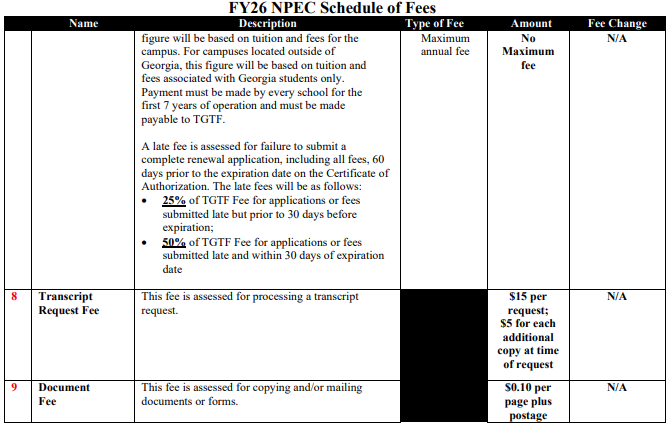 FY26 NPEC Schedule of Fees
Name Description Type of Fee Amount Fee Change
figure will be based on tuition and fees for the Maximum No N/A
campus. For campuses located outside of annual fee Maximum
Georgia, this figure will be based on tuition and fee
fees associated with Georgia students only.
Payment must be made by every school for the
first 7 years of operation and must be made
payable to TGTF.
A late fee is assessed for failure to submit a
complete renewal application, including all fees, 60
days prior to the expiration date on the Certificate of
Authorization. The late fees will be as follows:
• 25% of TGTF Fee for applications or fees
submitted late but prior to 30 days before
expiration;
• 50% of TGTF Fee for applications or fees
submitted late and within 30 days of expiration
date
8 Transcript This fee is assessed for processing a transcript $15 per N/A
Request Fee request. request;
$5 for each
additional
copy at time
of request
9 Document This fee is assessed for copying and/or mailing $0.10 per N/A
Fee documents or forms. page plus
postage